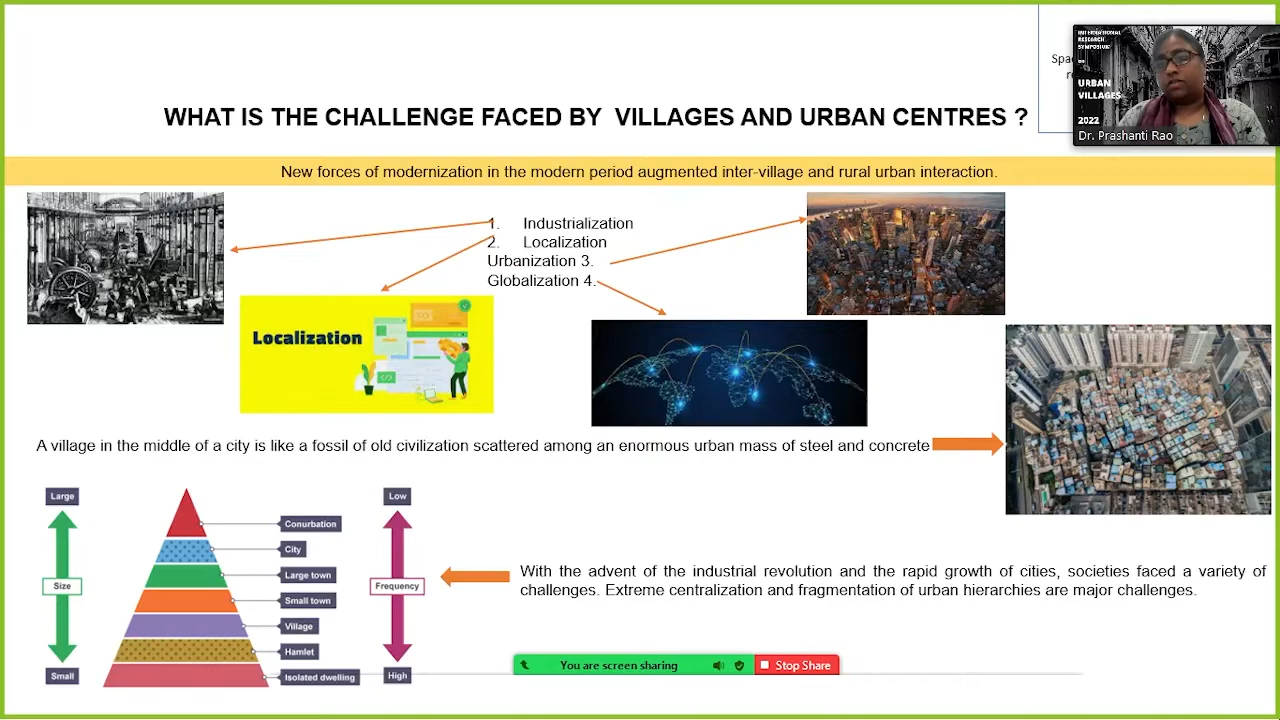 WHAT IS THE CHALLENGE FACED BY VILLAGES AND URBAN CENTRES ?
INTERNATIONAL
RESEARCH
SYMPOSIUM
ON
URBAN
VILLAGES
2022
Dr. Prashanti Rao
New forces of modernization in the modern period augmented inter-village and rural urban interaction.
1. Industrialization
2. Localization
Urbanization 3.
Globalization 4.
Localization
A village in the middle of a city is like a fossil of old civilization scattered among an enormous urban mass of steel and concrete
Large
Size
Small
Conurbation
City
Large town
Small town
Village
Hamlet
Isolated dwelling
Low
Frequency
High
With the advent of the industrial revolution and the rapid growth of cities, societies faced a variety of
challenges. Extreme centralization and fragmentation of urban hierarchies are major challenges.
You are screen sharing
Stop Share